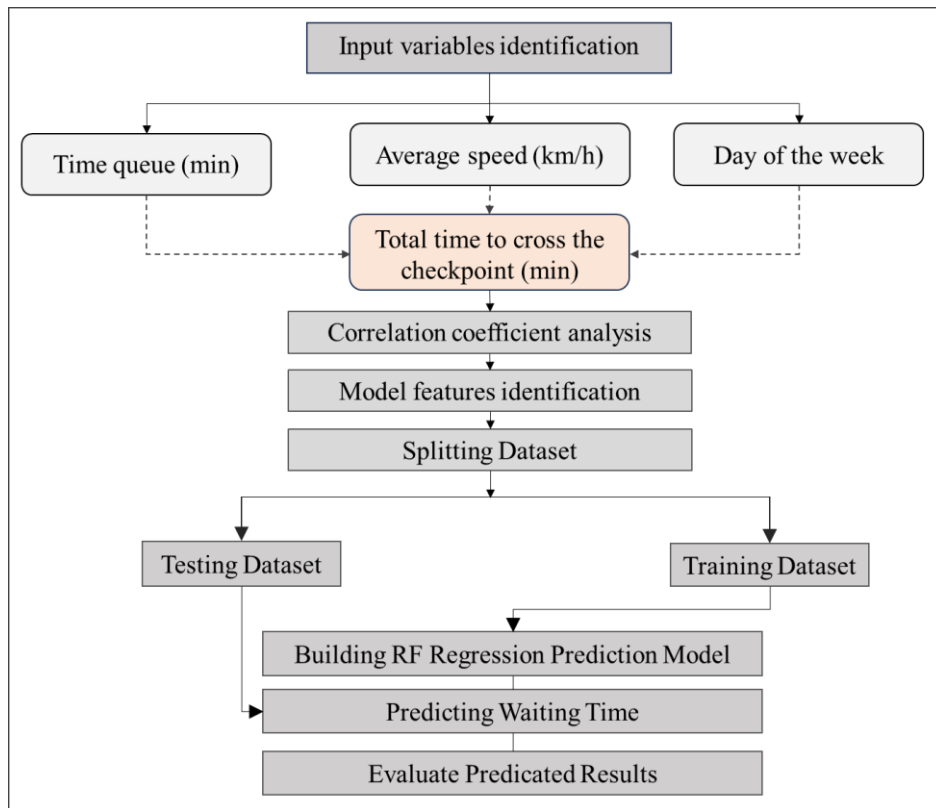 Input variables identification
Time queue (min)
Average speed (km/h)
Day of the week
Total time to cross the
checkpoint (min)
Correlation coefficient analysis
Model features identification
Splitting Dataset
Testing Dataset
Training Dataset
Building RF Regression Prediction Model
Predicting Waiting Time
Evaluate Predicated Results